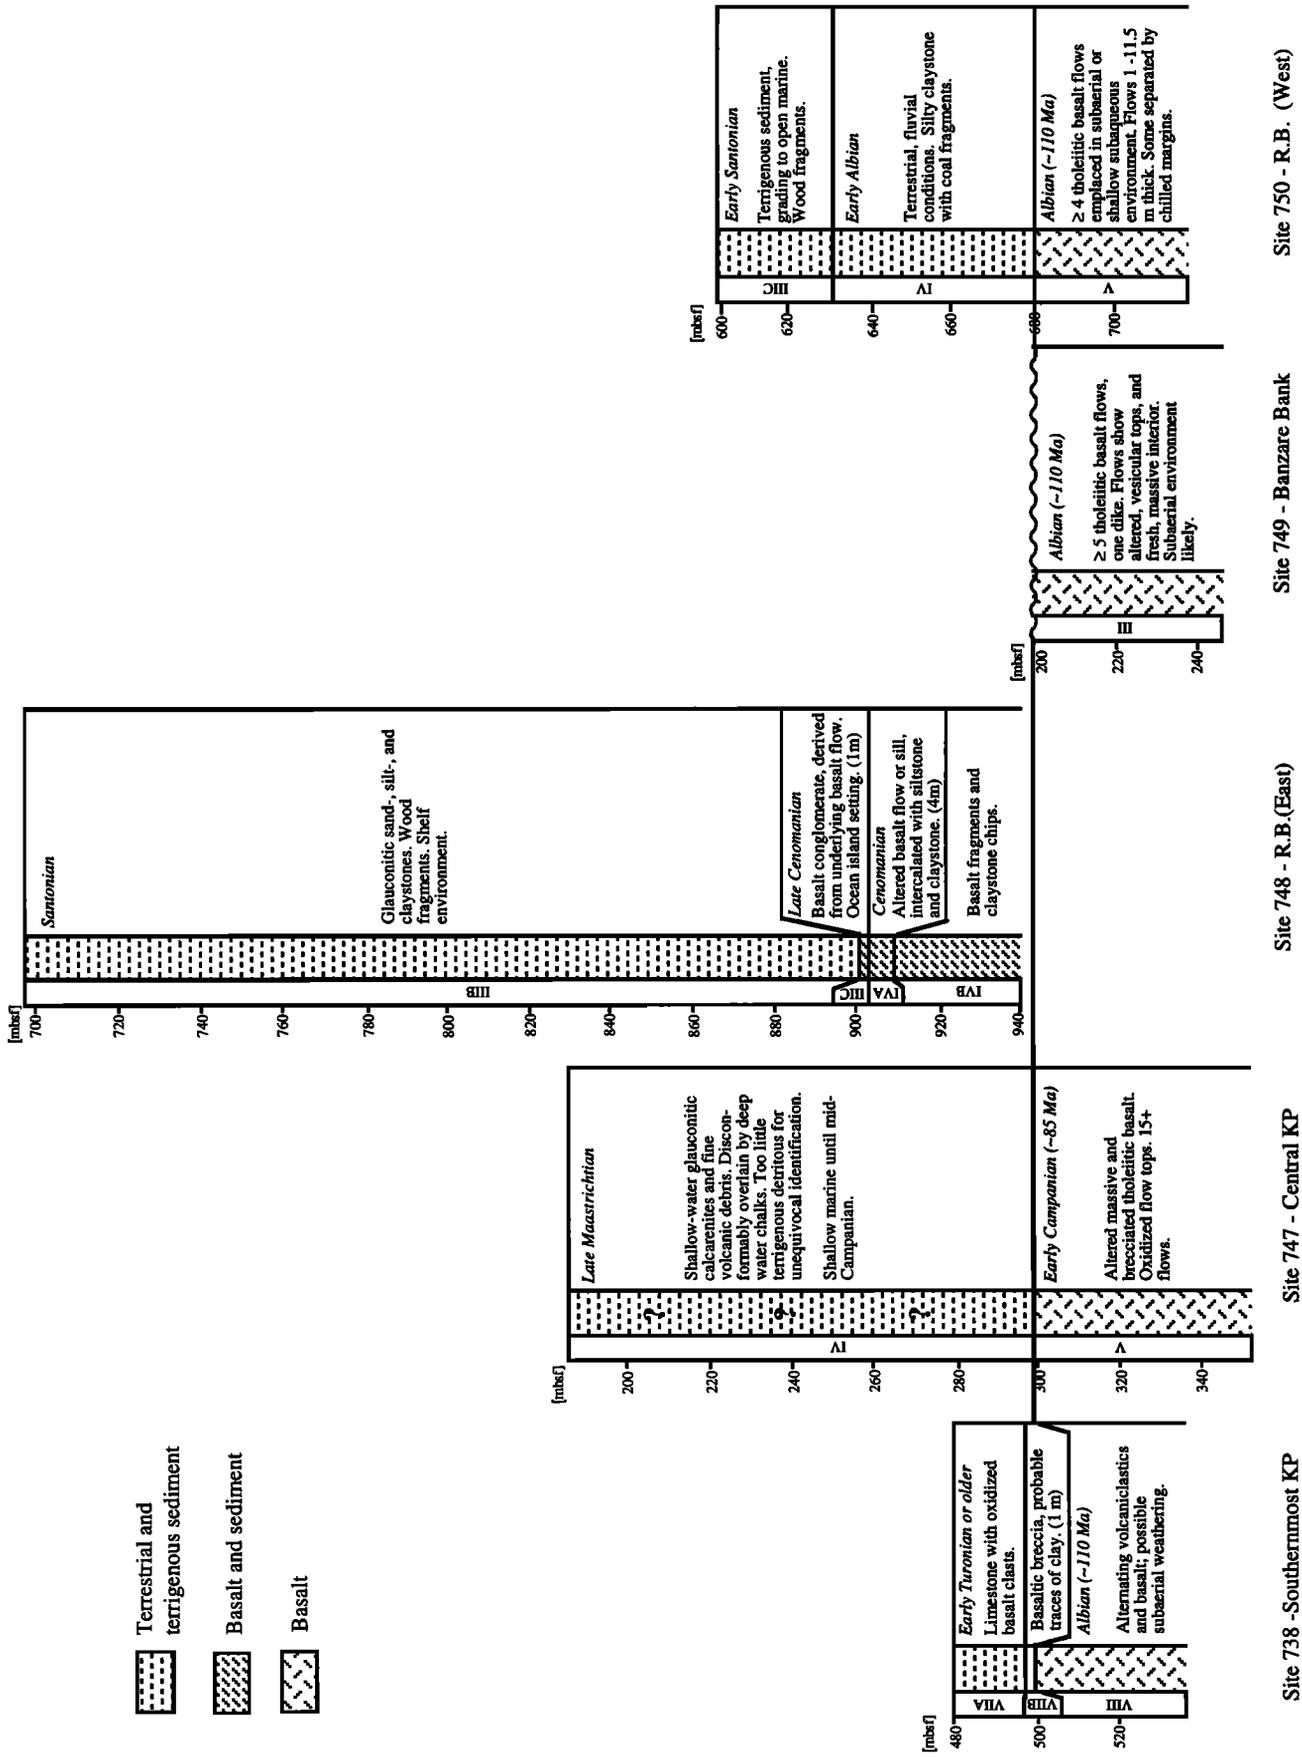 Terrestrial and
terrigenous sediment
Basalt and sediment
Basalt
[mbsf]
480
500
520
VIIA
VIIB
VIII
Early Turonian or older
Limestone with oxidized
basalt clasts.
Basaltic breccia, probable
traces of clay. (1 m)
Albian (~110 Ma)
Alternating volcaniclastics
and basalt; possible
subaerial weathering.
Site 738 -Southernmost KP
[mbsf]
200
220
240
260
280
300
320
340
IV
V
?
?
?
Late Maastrichtian
Shallow-water glauconitic
calcarenites and fine
volcanic debris. Discon-
formably overlain by deep
water chalks. Too little
terrigenous detritous for
unequivocal identification.
Shallow marine until mid-
Campanian.
Early Campanian (~85 Ma)
Altered massive and
brecciated tholeiitic basalt.
Oxidized flow tops. 15+
flows.
Site 747 - Central KP
[mbsf]
700
720
740
760
780
800
820
840
860
880
900
920
940
IIIB
IIIC
IVA
IVB
Santonian
Glauconitic sand-, silt-, and
claystones. Wood
fragments. Shelf
environment.
Late Cenomanian
Basalt conglomerate, derived
from underlying basalt flow.
Ocean island setting. (1m)
Cenomanian
Altered basalt flow or sill,
intercalated with siltstone
and claystone. (4m)
Basalt fragments and
claystone chips.
Site 748 - R.B.(East)
[mbsf]
200
220
240
III
Albian (~110 Ma)
≥ 5 tholeiitic basalt flows,
one dike. Flows show
altered, vesicular tops, and
fresh, massive interior.
Subaerial environment
likely.
Site 749 - Banzare Bank
[mbsf]
600
620
640
660
680
700
IIIC
IV
V
Early Santonian
Terrigenous sediment,
grading to open marine.
Wood fragments.
Early Albian
Terrestrial, fluvial
conditions. Silty claystone
with coal fragments.
Albian (~110 Ma)
≥ 4 tholeiitic basalt flows
emplaced in subaerial or
shallow subaqueous
environment. Flows 1 -11.5
m thick. Some separated by
chilled margins.
Site 750 - R.B. (West)